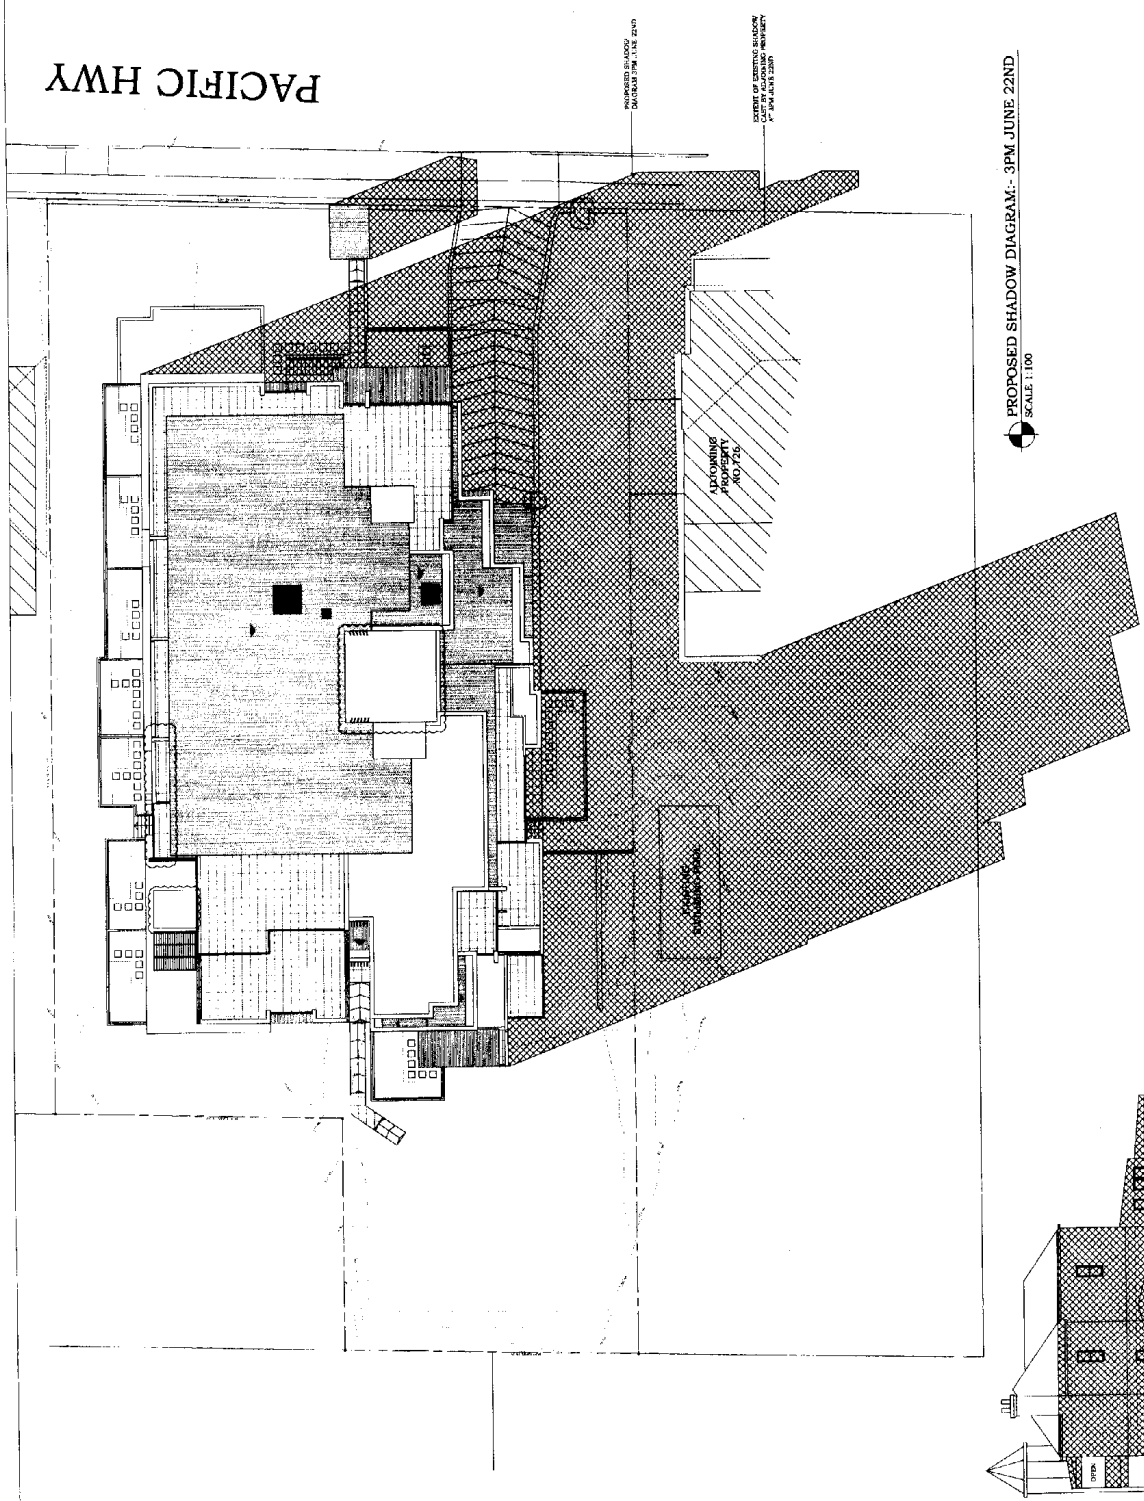 PACIFIC HWY
PROPOSED SHADOW
DIAGRAM 3PM JUNE 22ND
EXTENT OF EXISTING SHADOW
CAST BY ADJOINING PROPERTY
AT 3PM JUNE 22ND
PROPOSED SHADOW DIAGRAM:- 3PM JUNE 22ND
SCALE 1:100
ADJOINING
PROPERTY
NO.726
OPEN